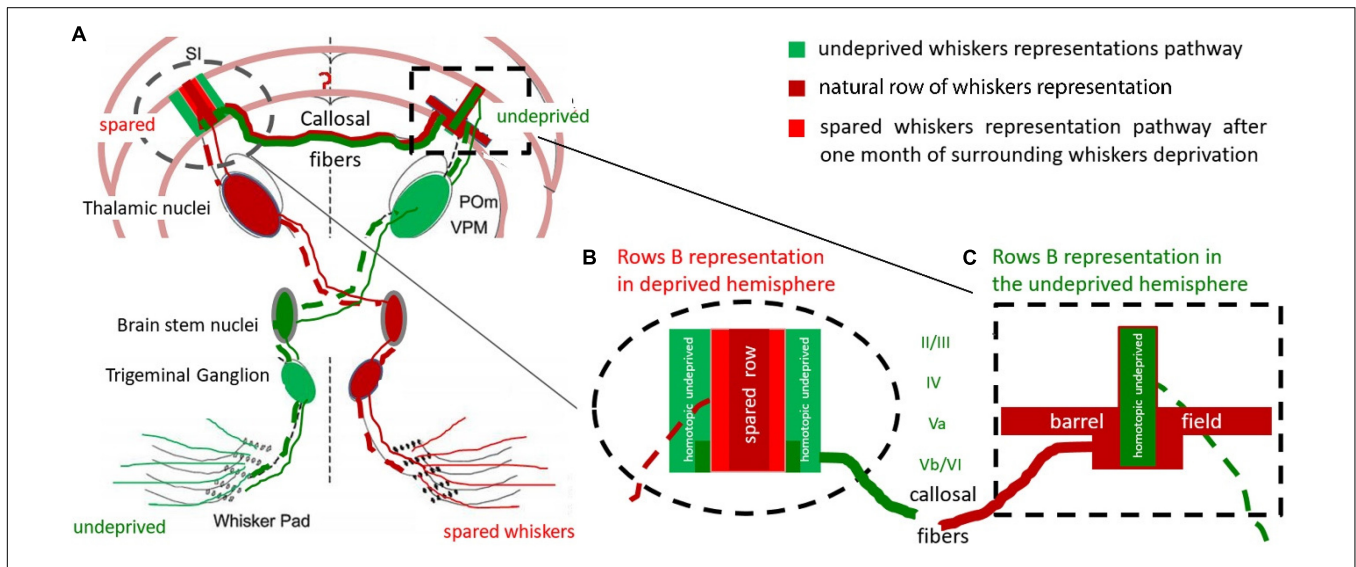 A
SI
?
spared
Callosal
fibers
undeprived
Thalamic nuclei
POm
VPM
Brain stem nuclei
Trigeminal Ganglion
undeprived
Whisker Pad
spared whiskers
undeprived whiskers representations pathway
natural row of whiskers representation
spared whiskers representation pathway after
one month of surrounding whiskers deprivation
B
Rows B representation
in deprived hemisphere
homotopic undeprived
spared row
homotopic undeprived
II/III
IV
Va
Vb/VI
callosal
fibers
C
Rows B representation in
the undeprived hemisphere
barrel
homotopic undeprived
field